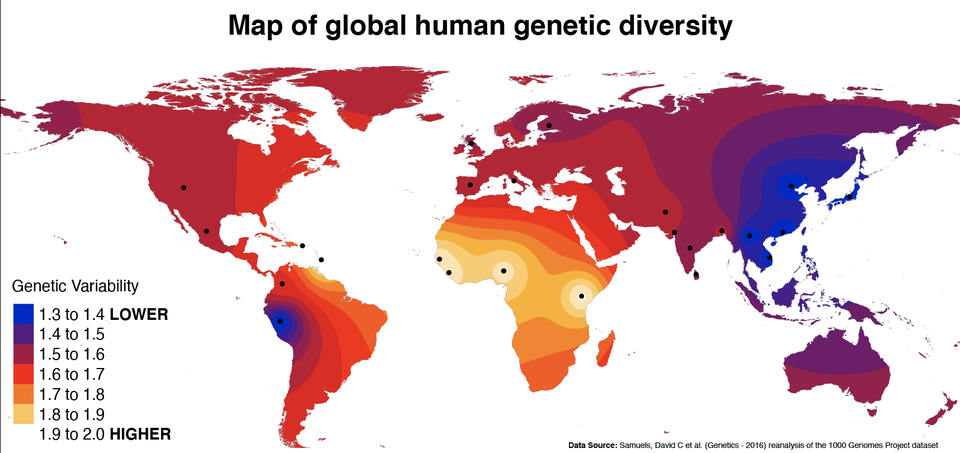 Map of global human genetic diversity
Genetic Variability
1.3 to 1.4 LOWER
1.4 to 1.5
1.5 to 1.6
1.6 to 1.7
1.7 to 1.8
1.8 to 1.9
1.9 to 2.0 HIGHER
Data Source: Samuels, David C et al. (Genetics - 2016) reanalysis of the 1000 Genomes Project dataset